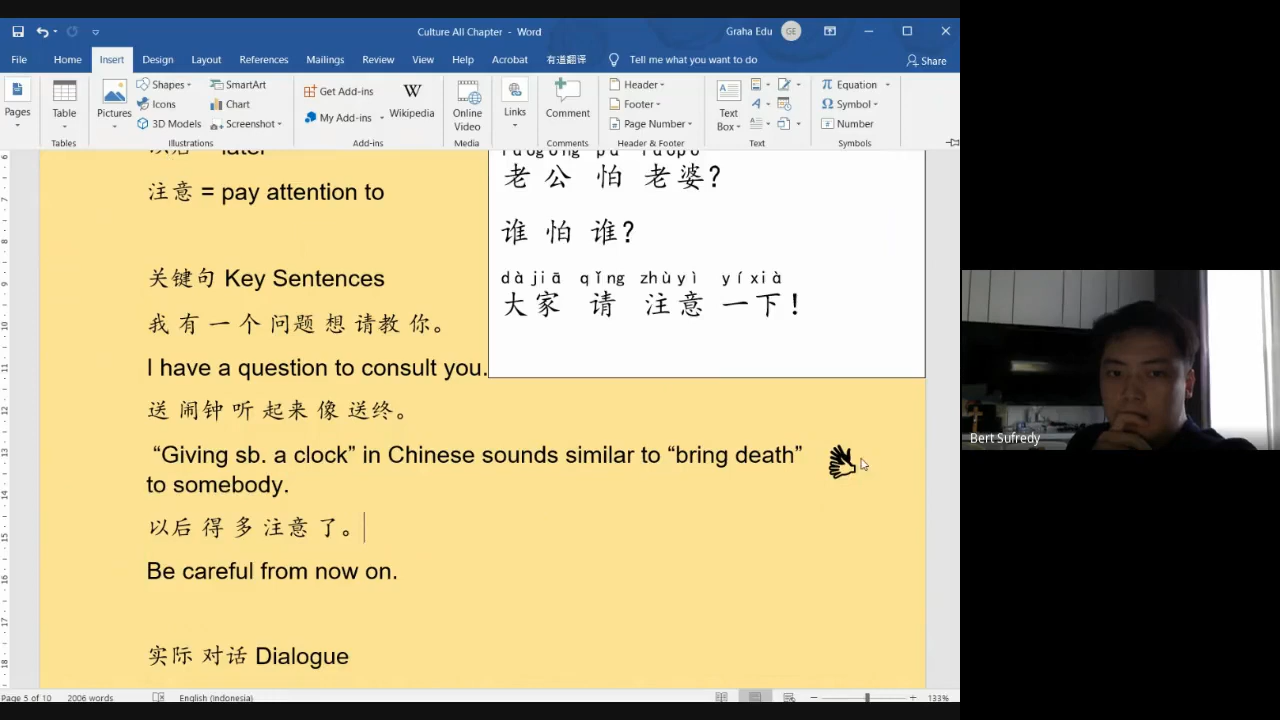 Culture All Chapter - Word
Graha Edu
GE
File
Home
Insert
Design
Layout
References
Mailings
Review
View
Help
Acrobat
有道翻译
Tell me what you want to do
Share
Pages
Table
Pictures
Shapes
Icons
3D Models
SmartArt
Chart
Screenshot
Get Add-ins
My Add-ins
W
Wikipedia
Online
Video
Links
Comment
Header
Footer
Page Number
Text
Box
Equation
Symbol
Number
Tables
Illustrations
Add-ins
Media
Comments
Header & Footer
Text
Symbols
注意 = pay attention to
关键句 Key Sentences
我 有 一 个 问题 想 请教 你。
I have a question to consult you.
送 闹钟 听 起来 像 送终。
“Giving sb. a clock” in Chinese sounds similar to “bring death”
to somebody.
以后 得 多 注意 了。
Be careful from now on.
实际 对话 Dialogue
老 公 怕 老婆?
谁 怕 谁?
dàjiā qǐng zhùyì yíxià
大家 请 注意 一下!
Bert Sufredy
Page 5 of 10
2006 words
English (Indonesia)
133%